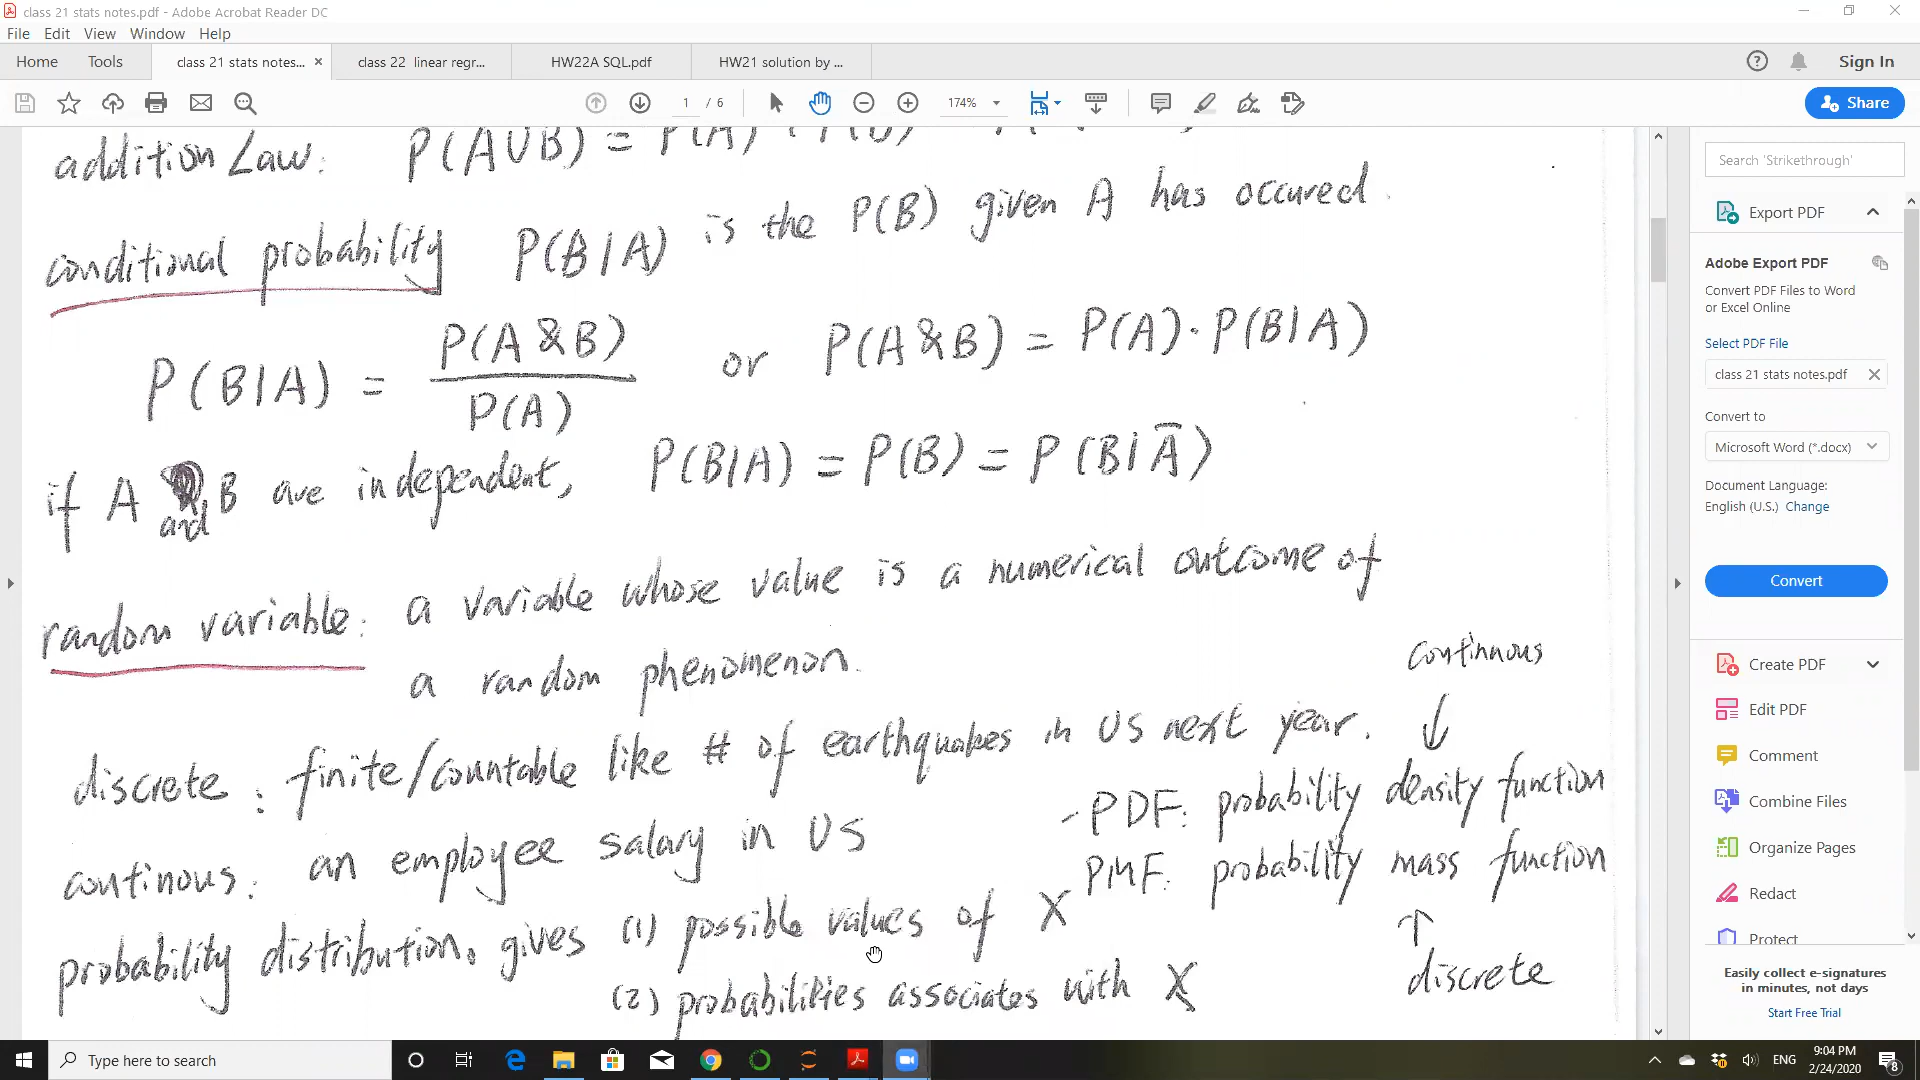 class 21 stats notes.pdf - Adobe Acrobat Reader DC
File Edit View Window Help
Home Tools class 21 stats notes... × class 22 linear regr... HW22A SQL.pdf HW21 solution by ... Sign In
1 / 6 174% Share
addition Law: P(A∪B) = P(A)
conditional probability P(B|A) is the P(B) given A has occured.
P(B|A) = P(A&B) / P(A) or P(A&B) = P(A)·P(B|A)
if A and B are independent, P(B|A) = P(B) = P(B|Ā)
random variable: a variable whose value is a numerical outcome of
a random phenomenon.
continuous
↓
discrete: finite/countable like # of earthquakes in US next year.
PDF: probability density function
continous: an employee salary in US
PMF: probability mass function
↑
discrete
probability distribution. gives (1) possible values of X
(2) probabilities associates with X
Search 'Strikethrough'
Export PDF
Adobe Export PDF
Convert PDF Files to Word
or Excel Online
Select PDF File
class 21 stats notes.pdf
Convert to
Microsoft Word (*.docx)
Document Language:
English (U.S.) Change
Convert
Create PDF
Edit PDF
Comment
Combine Files
Organize Pages
Redact
Protect
Easily collect e-signatures
in minutes, not days
Start Free Trial
Type here to search
ENG
9:04 PM
2/24/2020
8